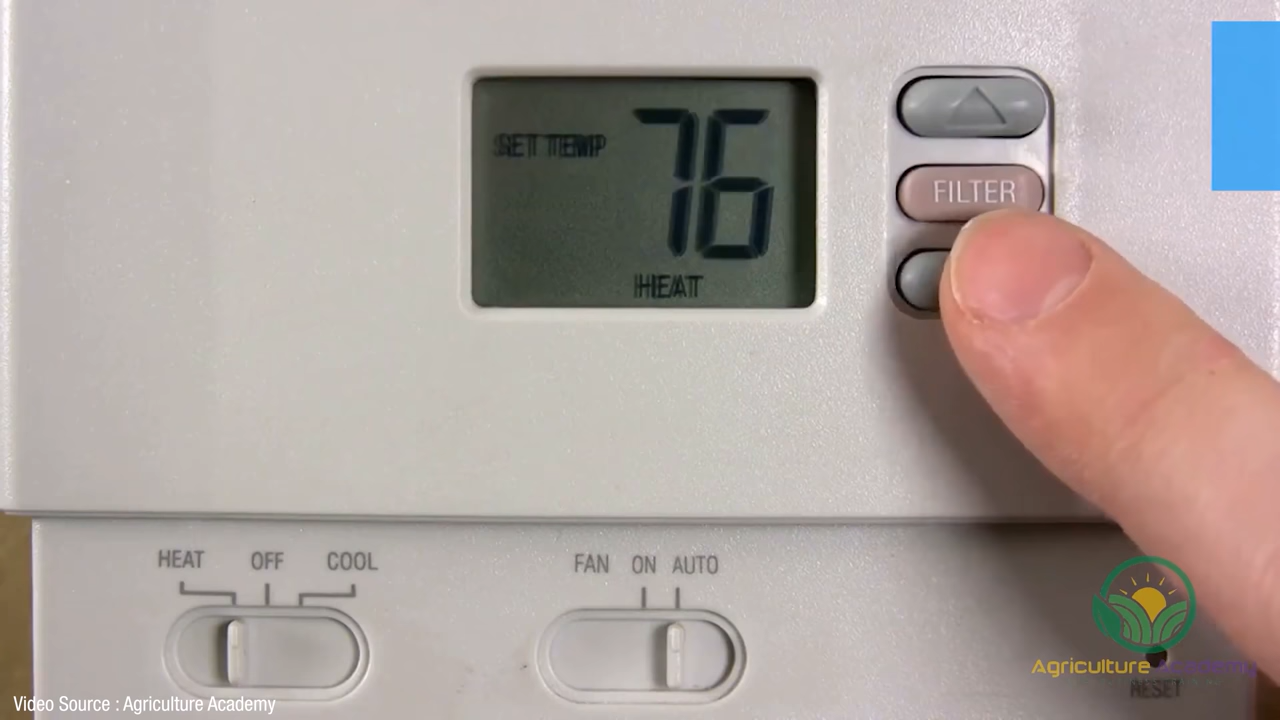 SET TEMP 76
HEAT
FILTER
HEAT OFF COOL
FAN ON AUTO
Agriculture Academy
RESET
Video Source : Agriculture Academy